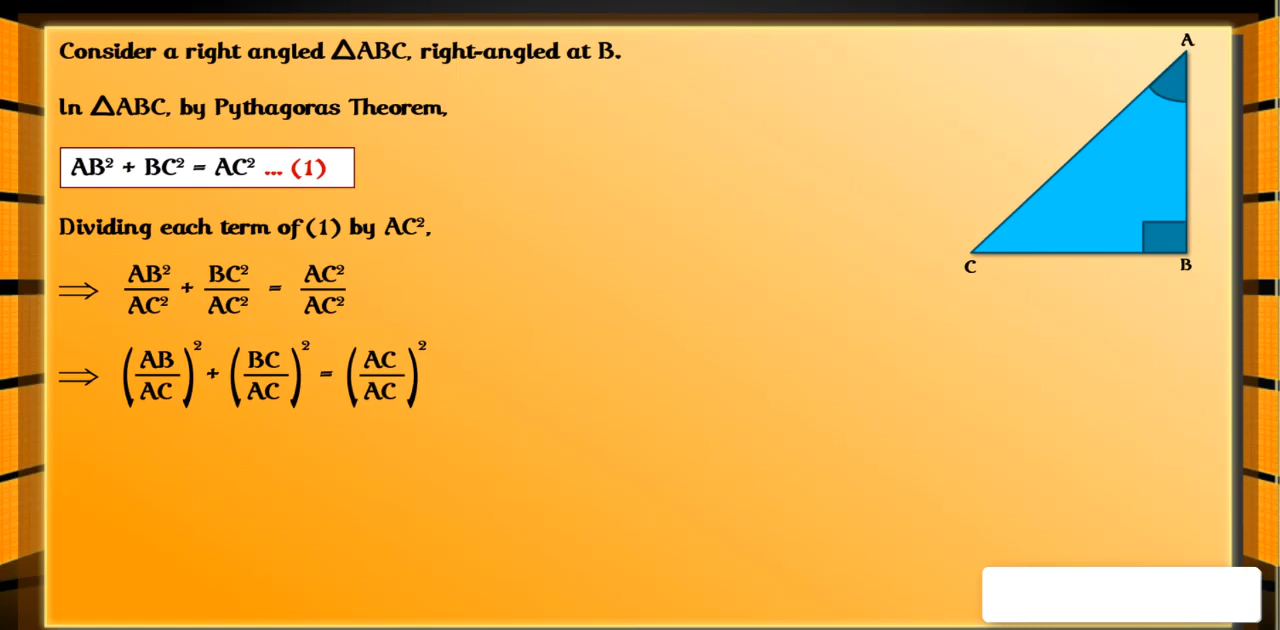 Consider a right angled △ABC, right-angled at B.
In △ABC, by Pythagoras Theorem,
AB² + BC² = AC² ... (1)
Dividing each term of (1) by AC²,
⟹ AB²/AC² + BC²/AC² = AC²/AC²
⟹ (AB/AC)² + (BC/AC)² = (AC/AC)²
A
C
B